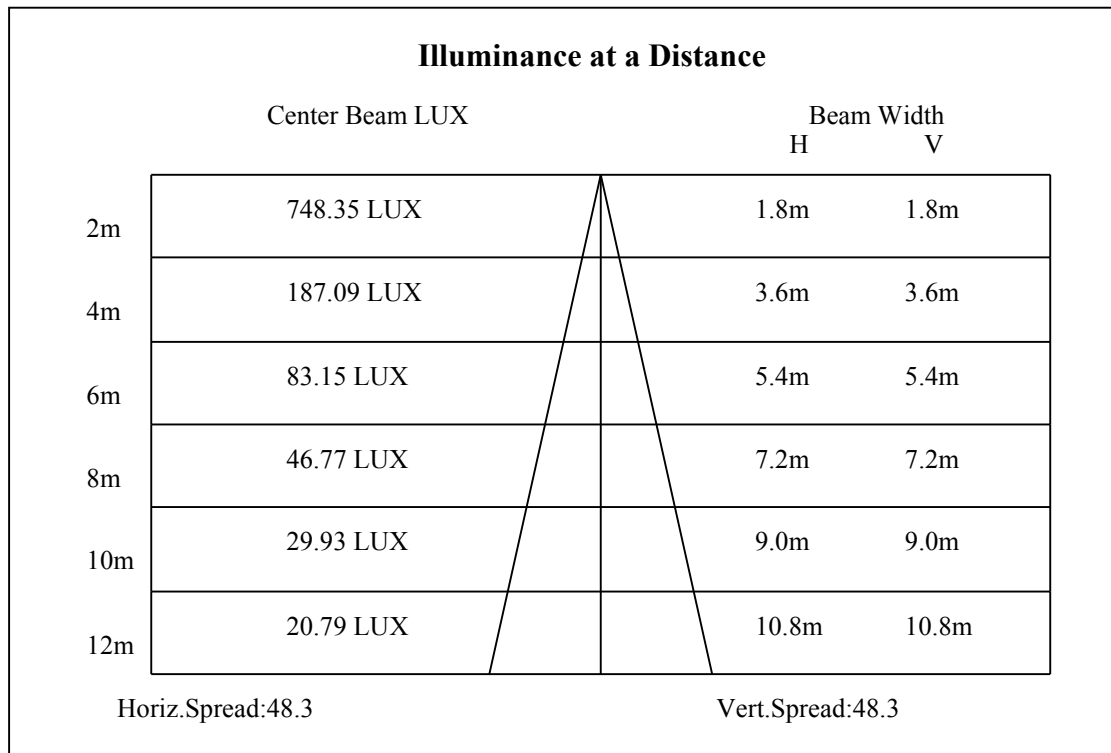 Illuminance at a Distance
Center Beam LUX Beam Width
H V
2m 748.35 LUX 1.8m 1.8m
4m 187.09 LUX 3.6m 3.6m
6m 83.15 LUX 5.4m 5.4m
8m 46.77 LUX 7.2m 7.2m
10m 29.93 LUX 9.0m 9.0m
12m 20.79 LUX 10.8m 10.8m
Horiz.Spread:48.3 Vert.Spread:48.3